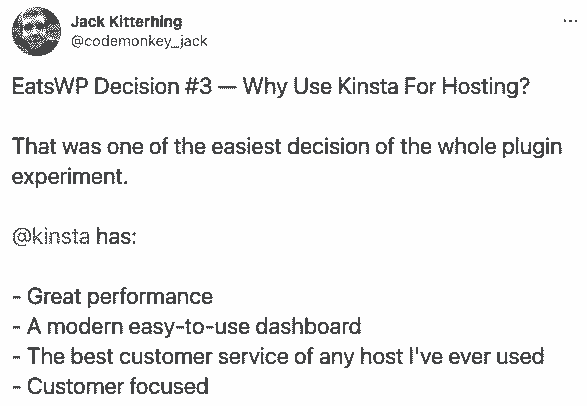 Jack Kitterhing
@codemonkey_jack
EatsWP Decision #3 — Why Use Kinsta For Hosting?
That was one of the easiest decision of the whole plugin
experiment.
@kinsta has:
- Great performance
- A modern easy-to-use dashboard
- The best customer service of any host I've ever used
- Customer focused